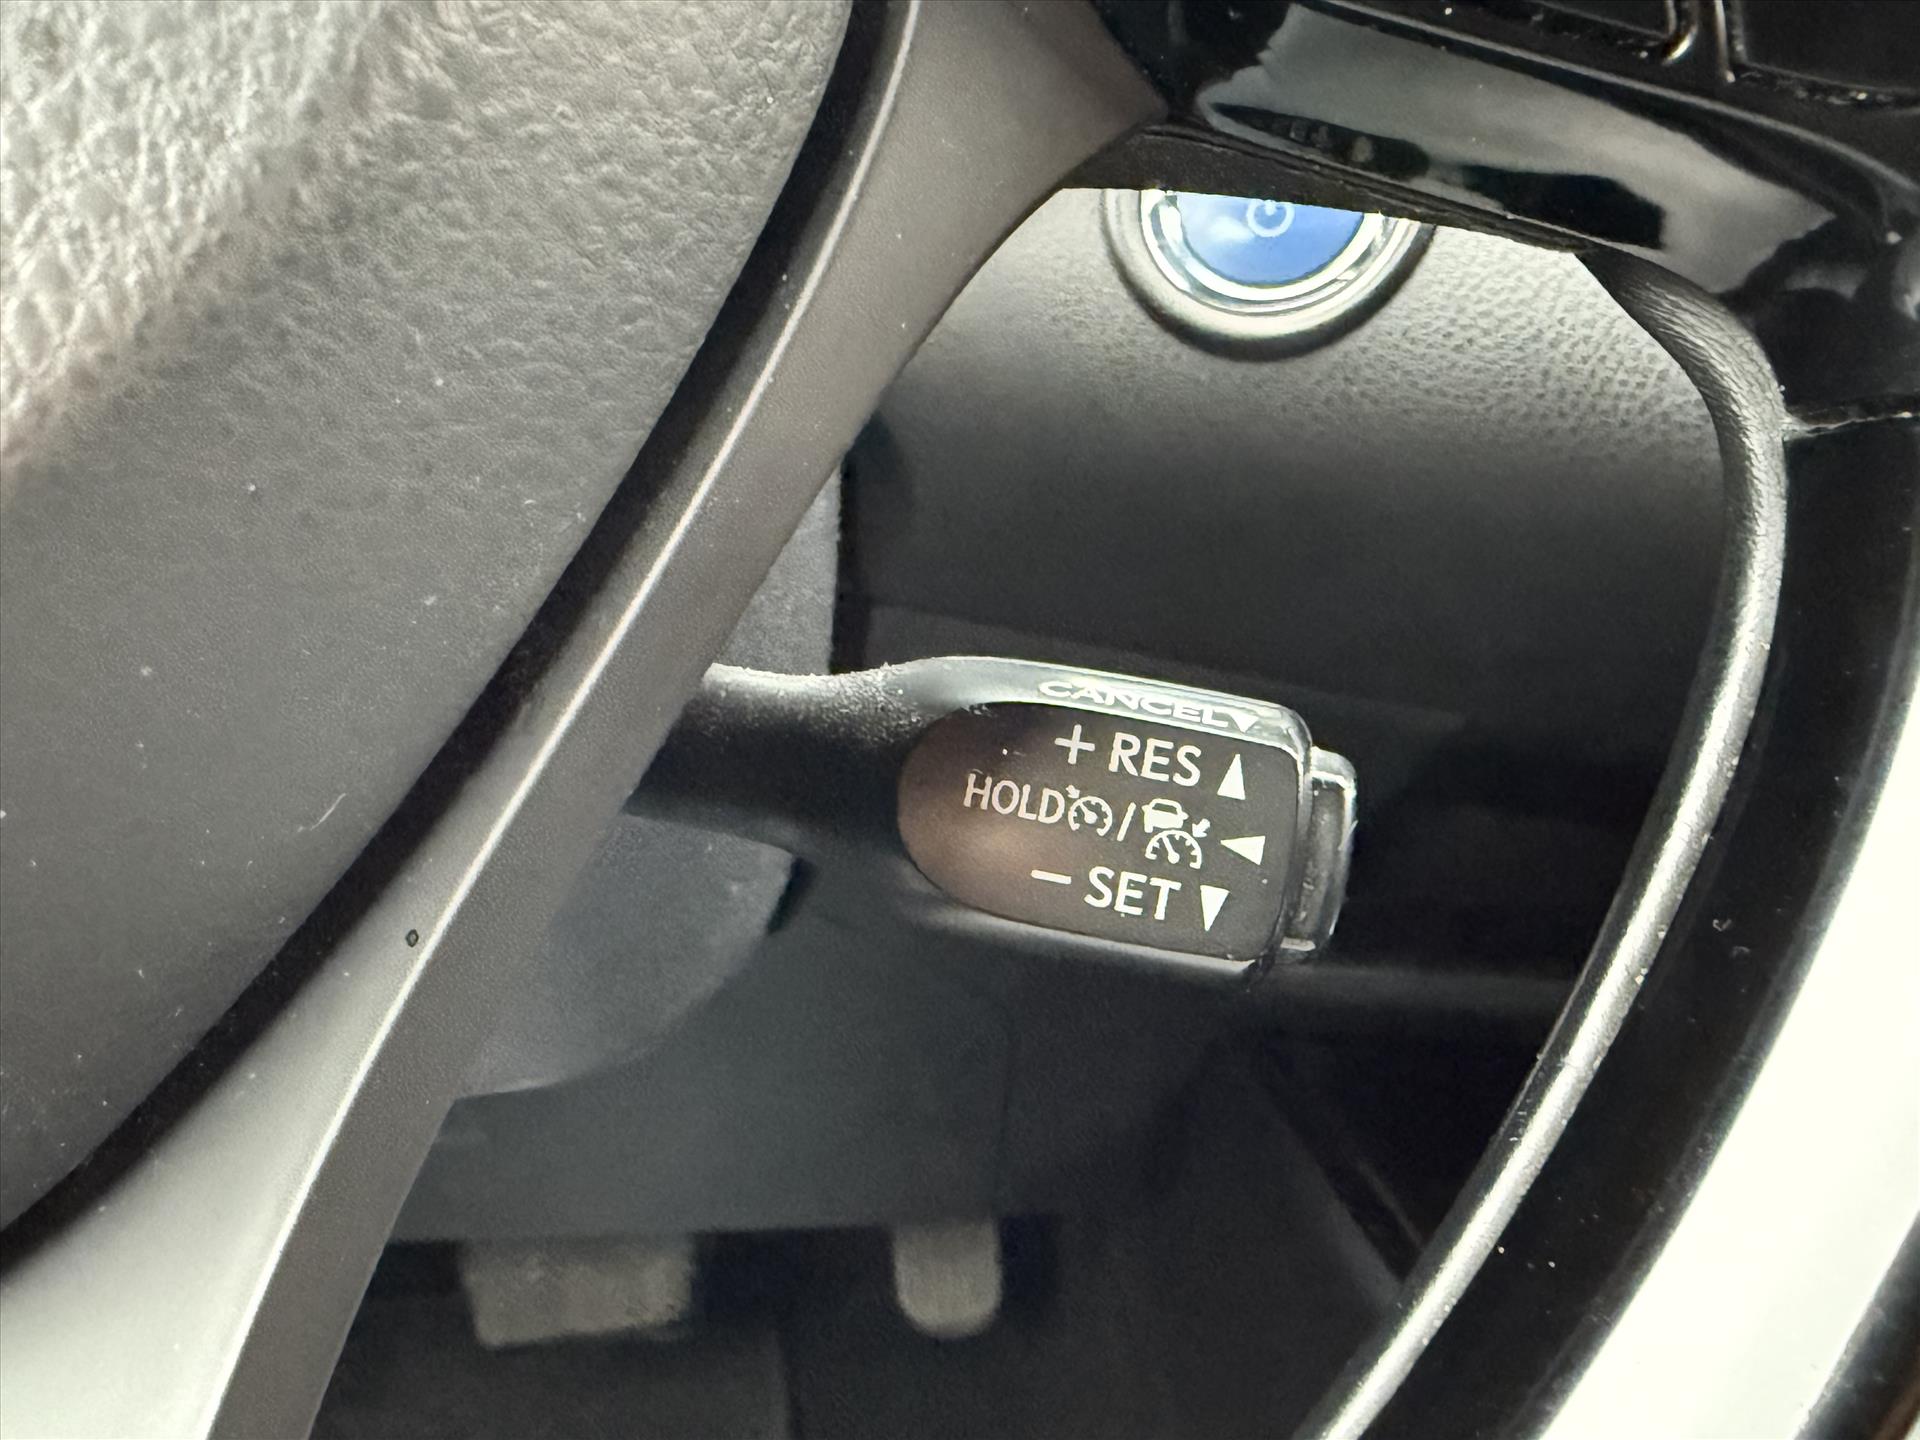 CANCEL▼
+ RES ▲
HOLD / ◀
− SET ▼